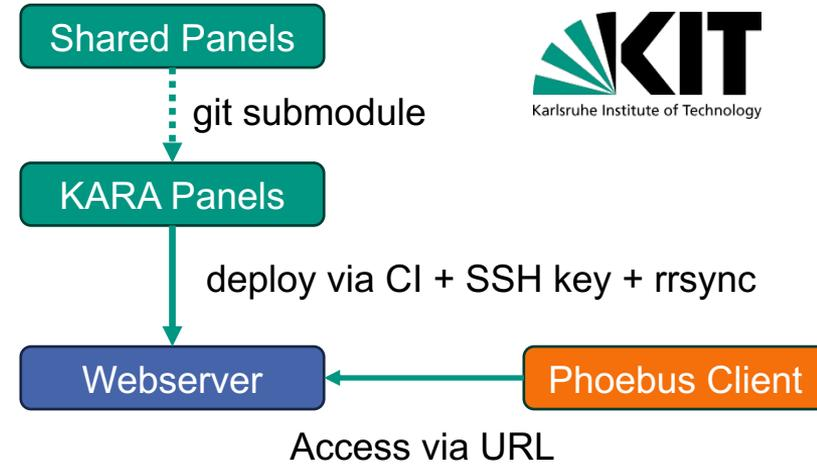 Shared Panels
KIT
Karlsruhe Institute of Technology
git submodule
KARA Panels
deploy via CI + SSH key + rrsync
Webserver
Phoebus Client
Access via URL